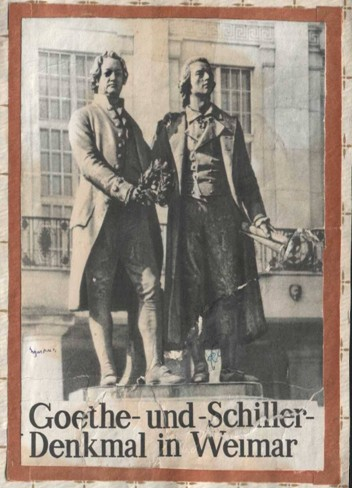 Goethe- und -Schiller-
Denkmal in Weimar